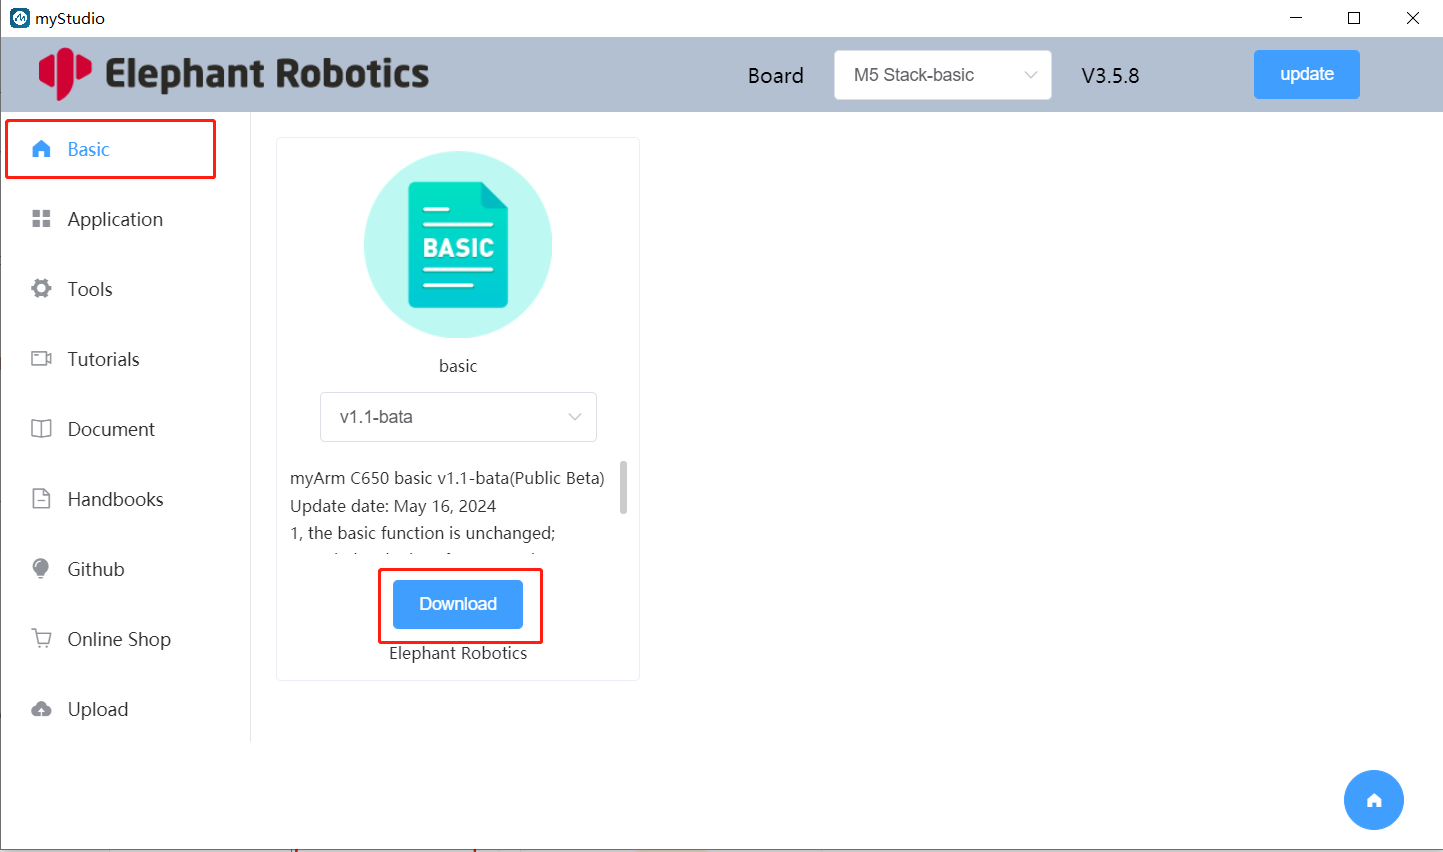 myStudio
Elephant Robotics
Board
M5 Stack-basic
V3.5.8
update
Basic
Application
Tools
Tutorials
Document
Handbooks
Github
Online Shop
Upload
BASIC
basic
v1.1-bata
myArm C650 basic v1.1-bata(Public Beta)
Update date: May 16, 2024
1, the basic function is unchanged;
Download
Elephant Robotics